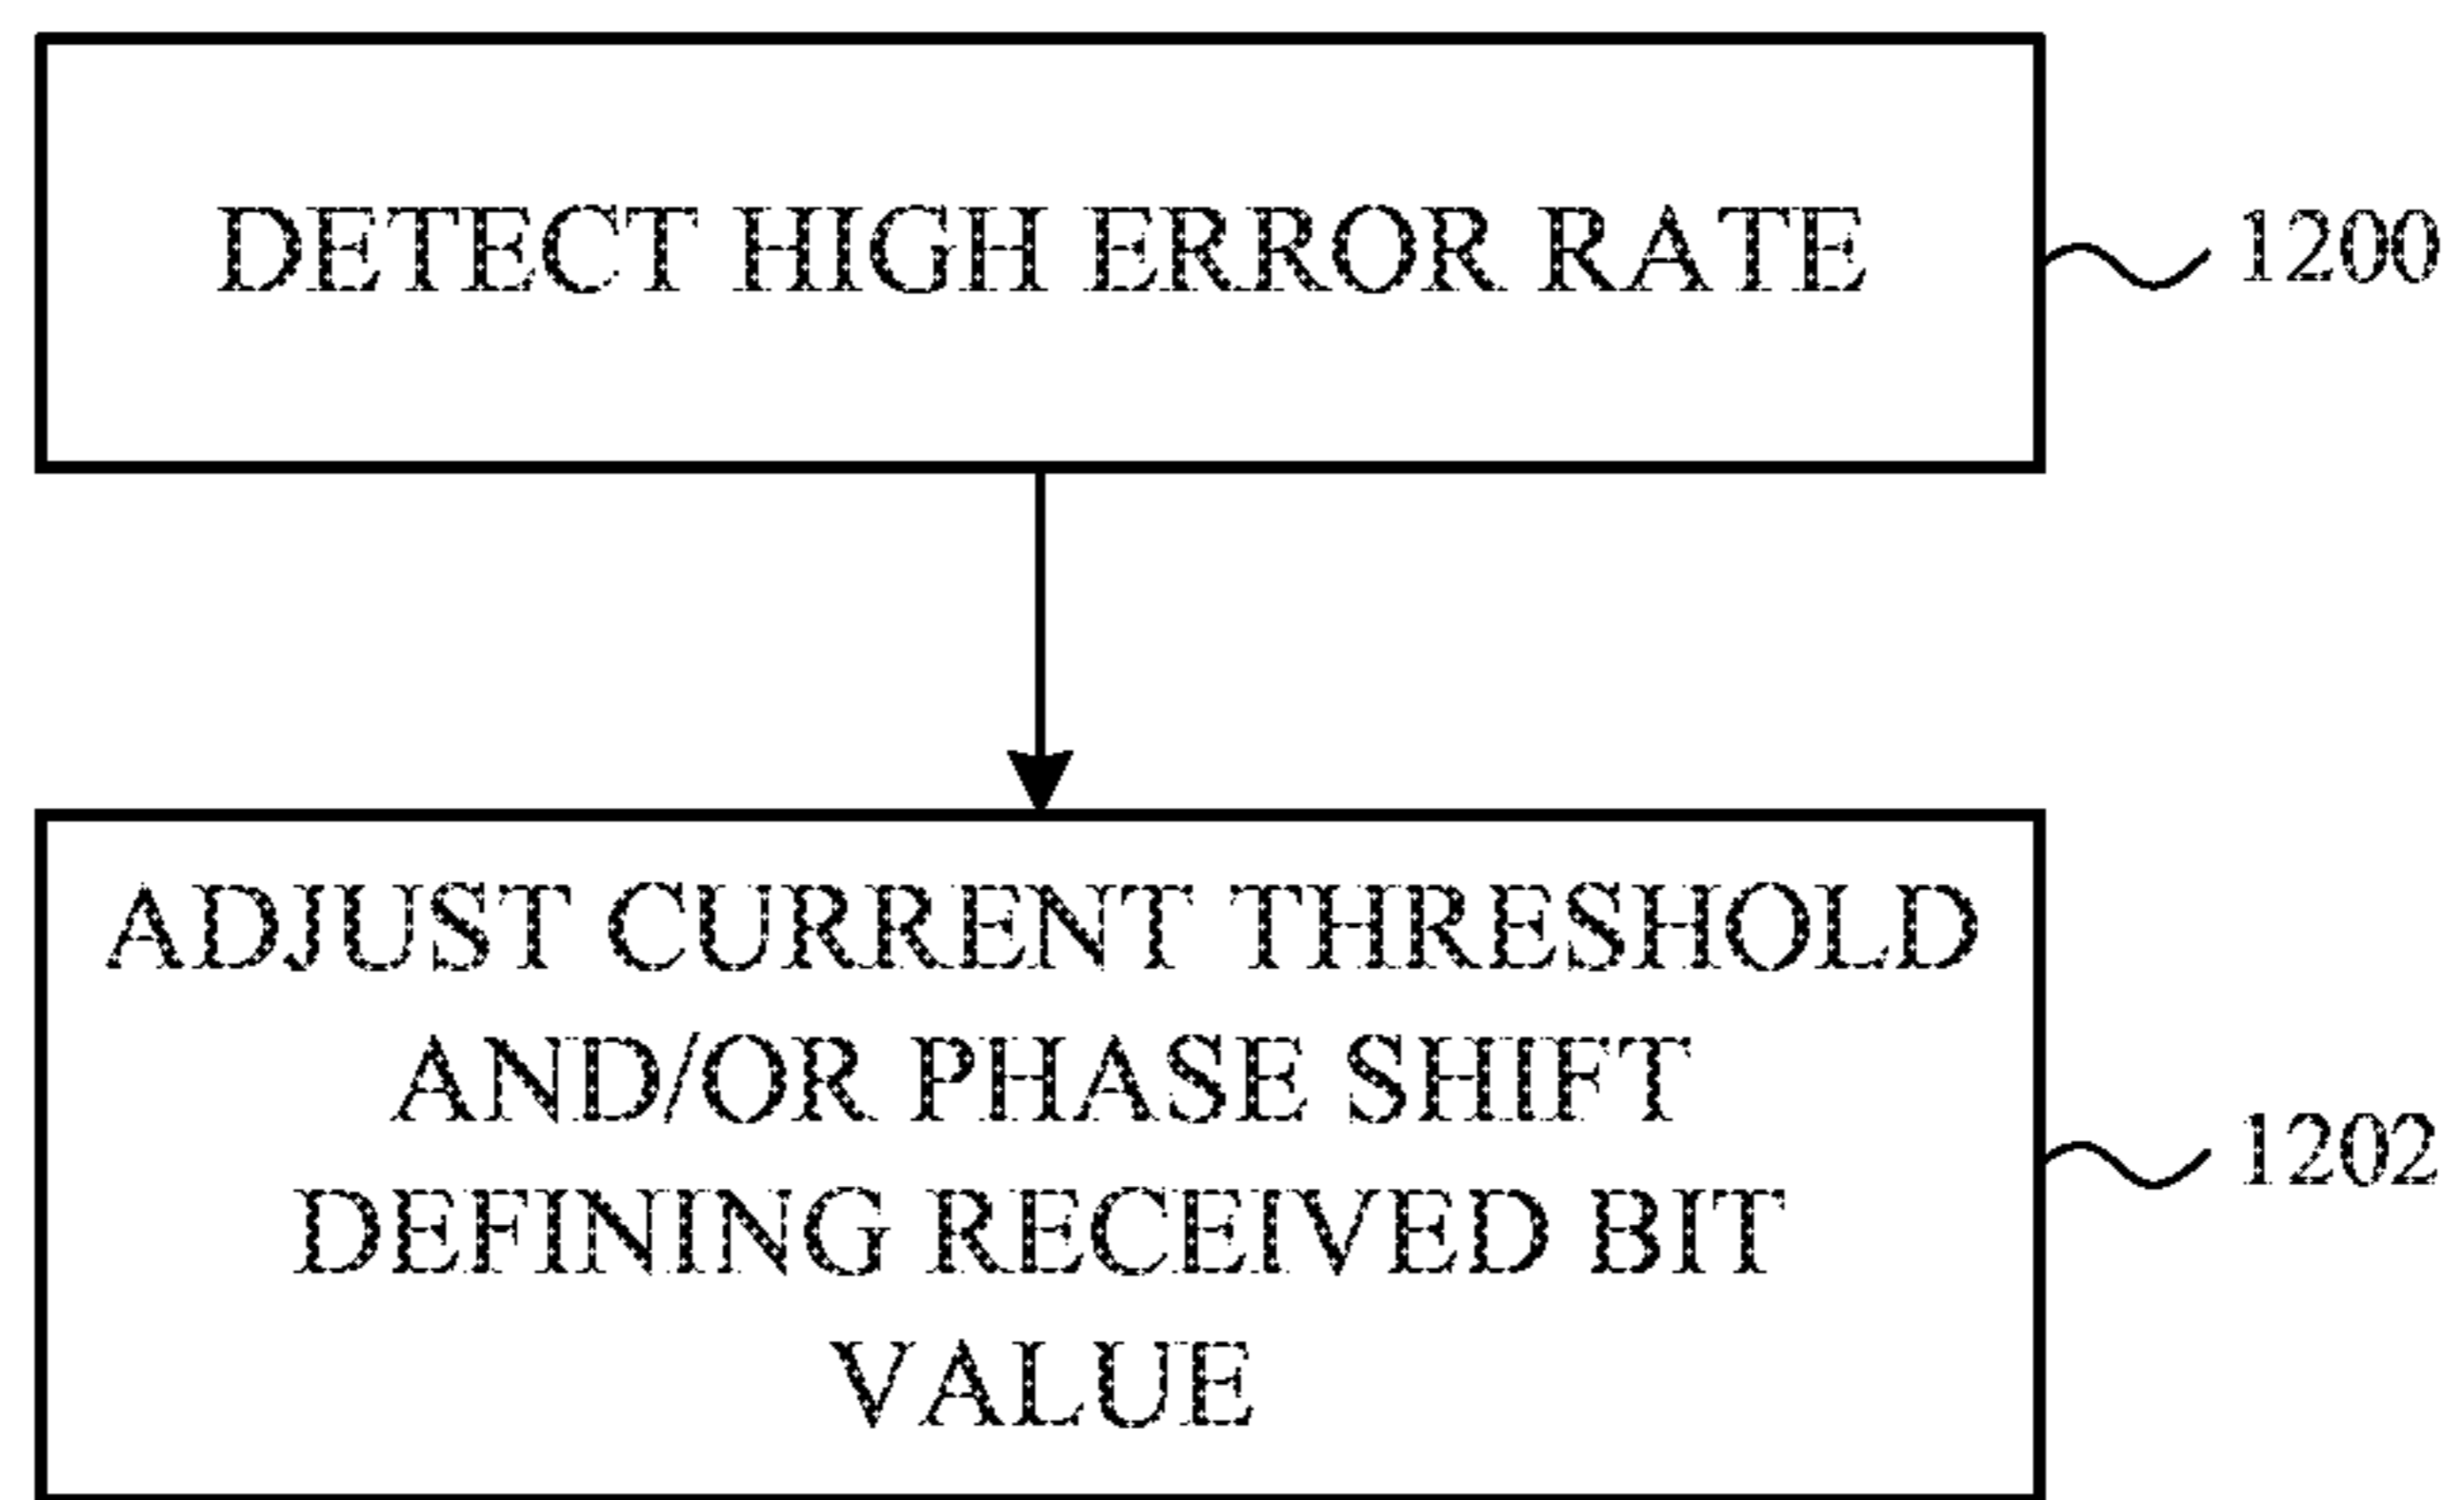 DETECT HIGH ERROR RATE
1200
ADJUST CURRENT THRESHOLD
AND/OR PHASE SHIFT
DEFINING RECEIVED BIT
VALUE
1202